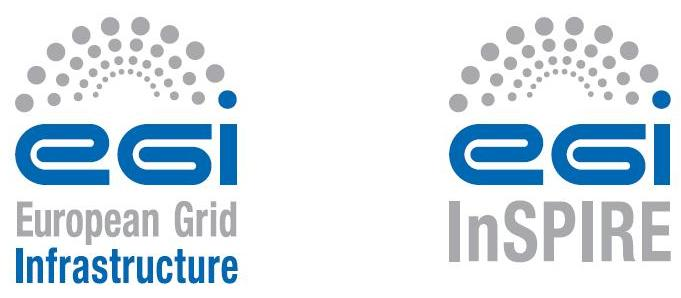 egi
European Grid
Infrastructure
egi
InSPIRE